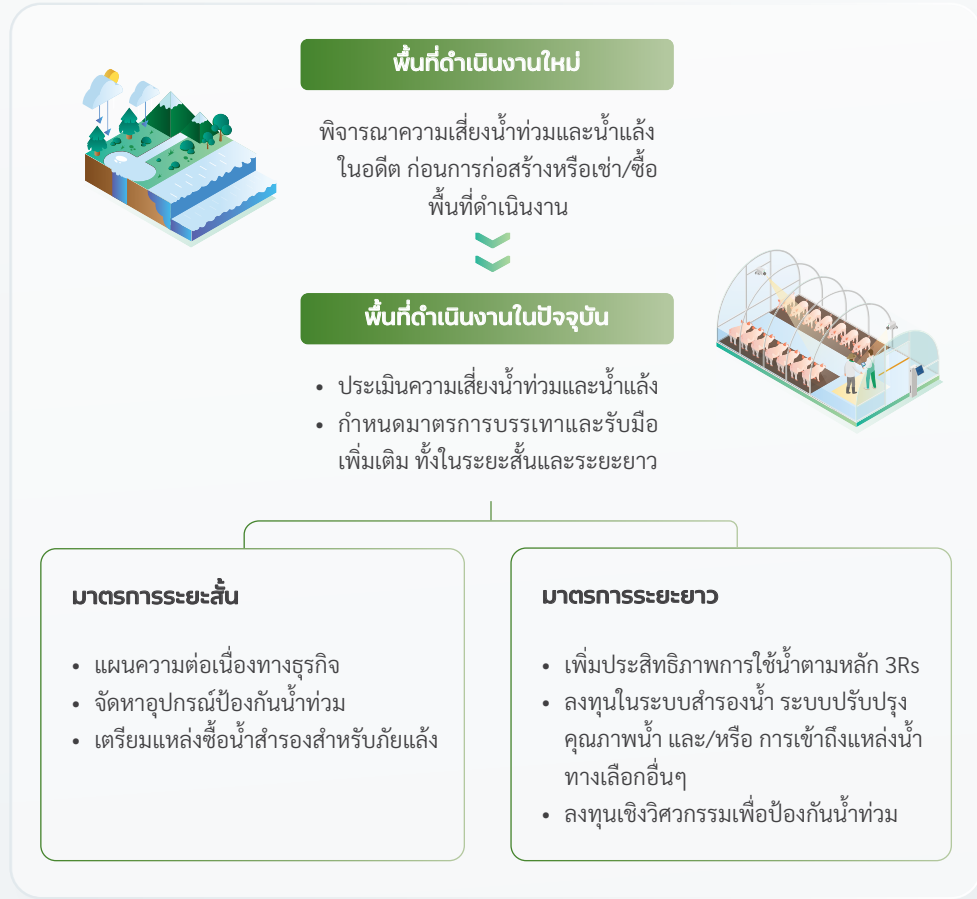 พื้นที่ดำเนินงานใหม่
พิจารณาความเสี่ยงน้ำท่วมและน้ำแล้ง
ในอดีต ก่อนการก่อสร้างหรือเช่า/ซื้อ
พื้นที่ดำเนินงาน
พื้นที่ดำเนินงานในปัจจุบัน
• ประเมินความเสี่ยงน้ำท่วมและน้ำแล้ง
• กำหนดมาตรการบรรเทาและรับมือ
เพิ่มเติม ทั้งในระยะสั้นและระยะยาว
มาตรการระยะสั้น
• แผนความต่อเนื่องทางธุรกิจ
• จัดหาอุปกรณ์ป้องกันน้ำท่วม
• เตรียมแหล่งซื้อน้ำสำรองสำหรับภัยแล้ง
มาตรการระยะยาว
• เพิ่มประสิทธิภาพการใช้น้ำตามหลัก 3Rs
• ลงทุนในระบบสำรองน้ำ ระบบปรับปรุง
คุณภาพน้ำ และ/หรือ การเข้าถึงแหล่งน้ำ
ทางเลือกอื่นๆ
• ลงทุนเชิงวิศวกรรมเพื่อป้องกันน้ำท่วม